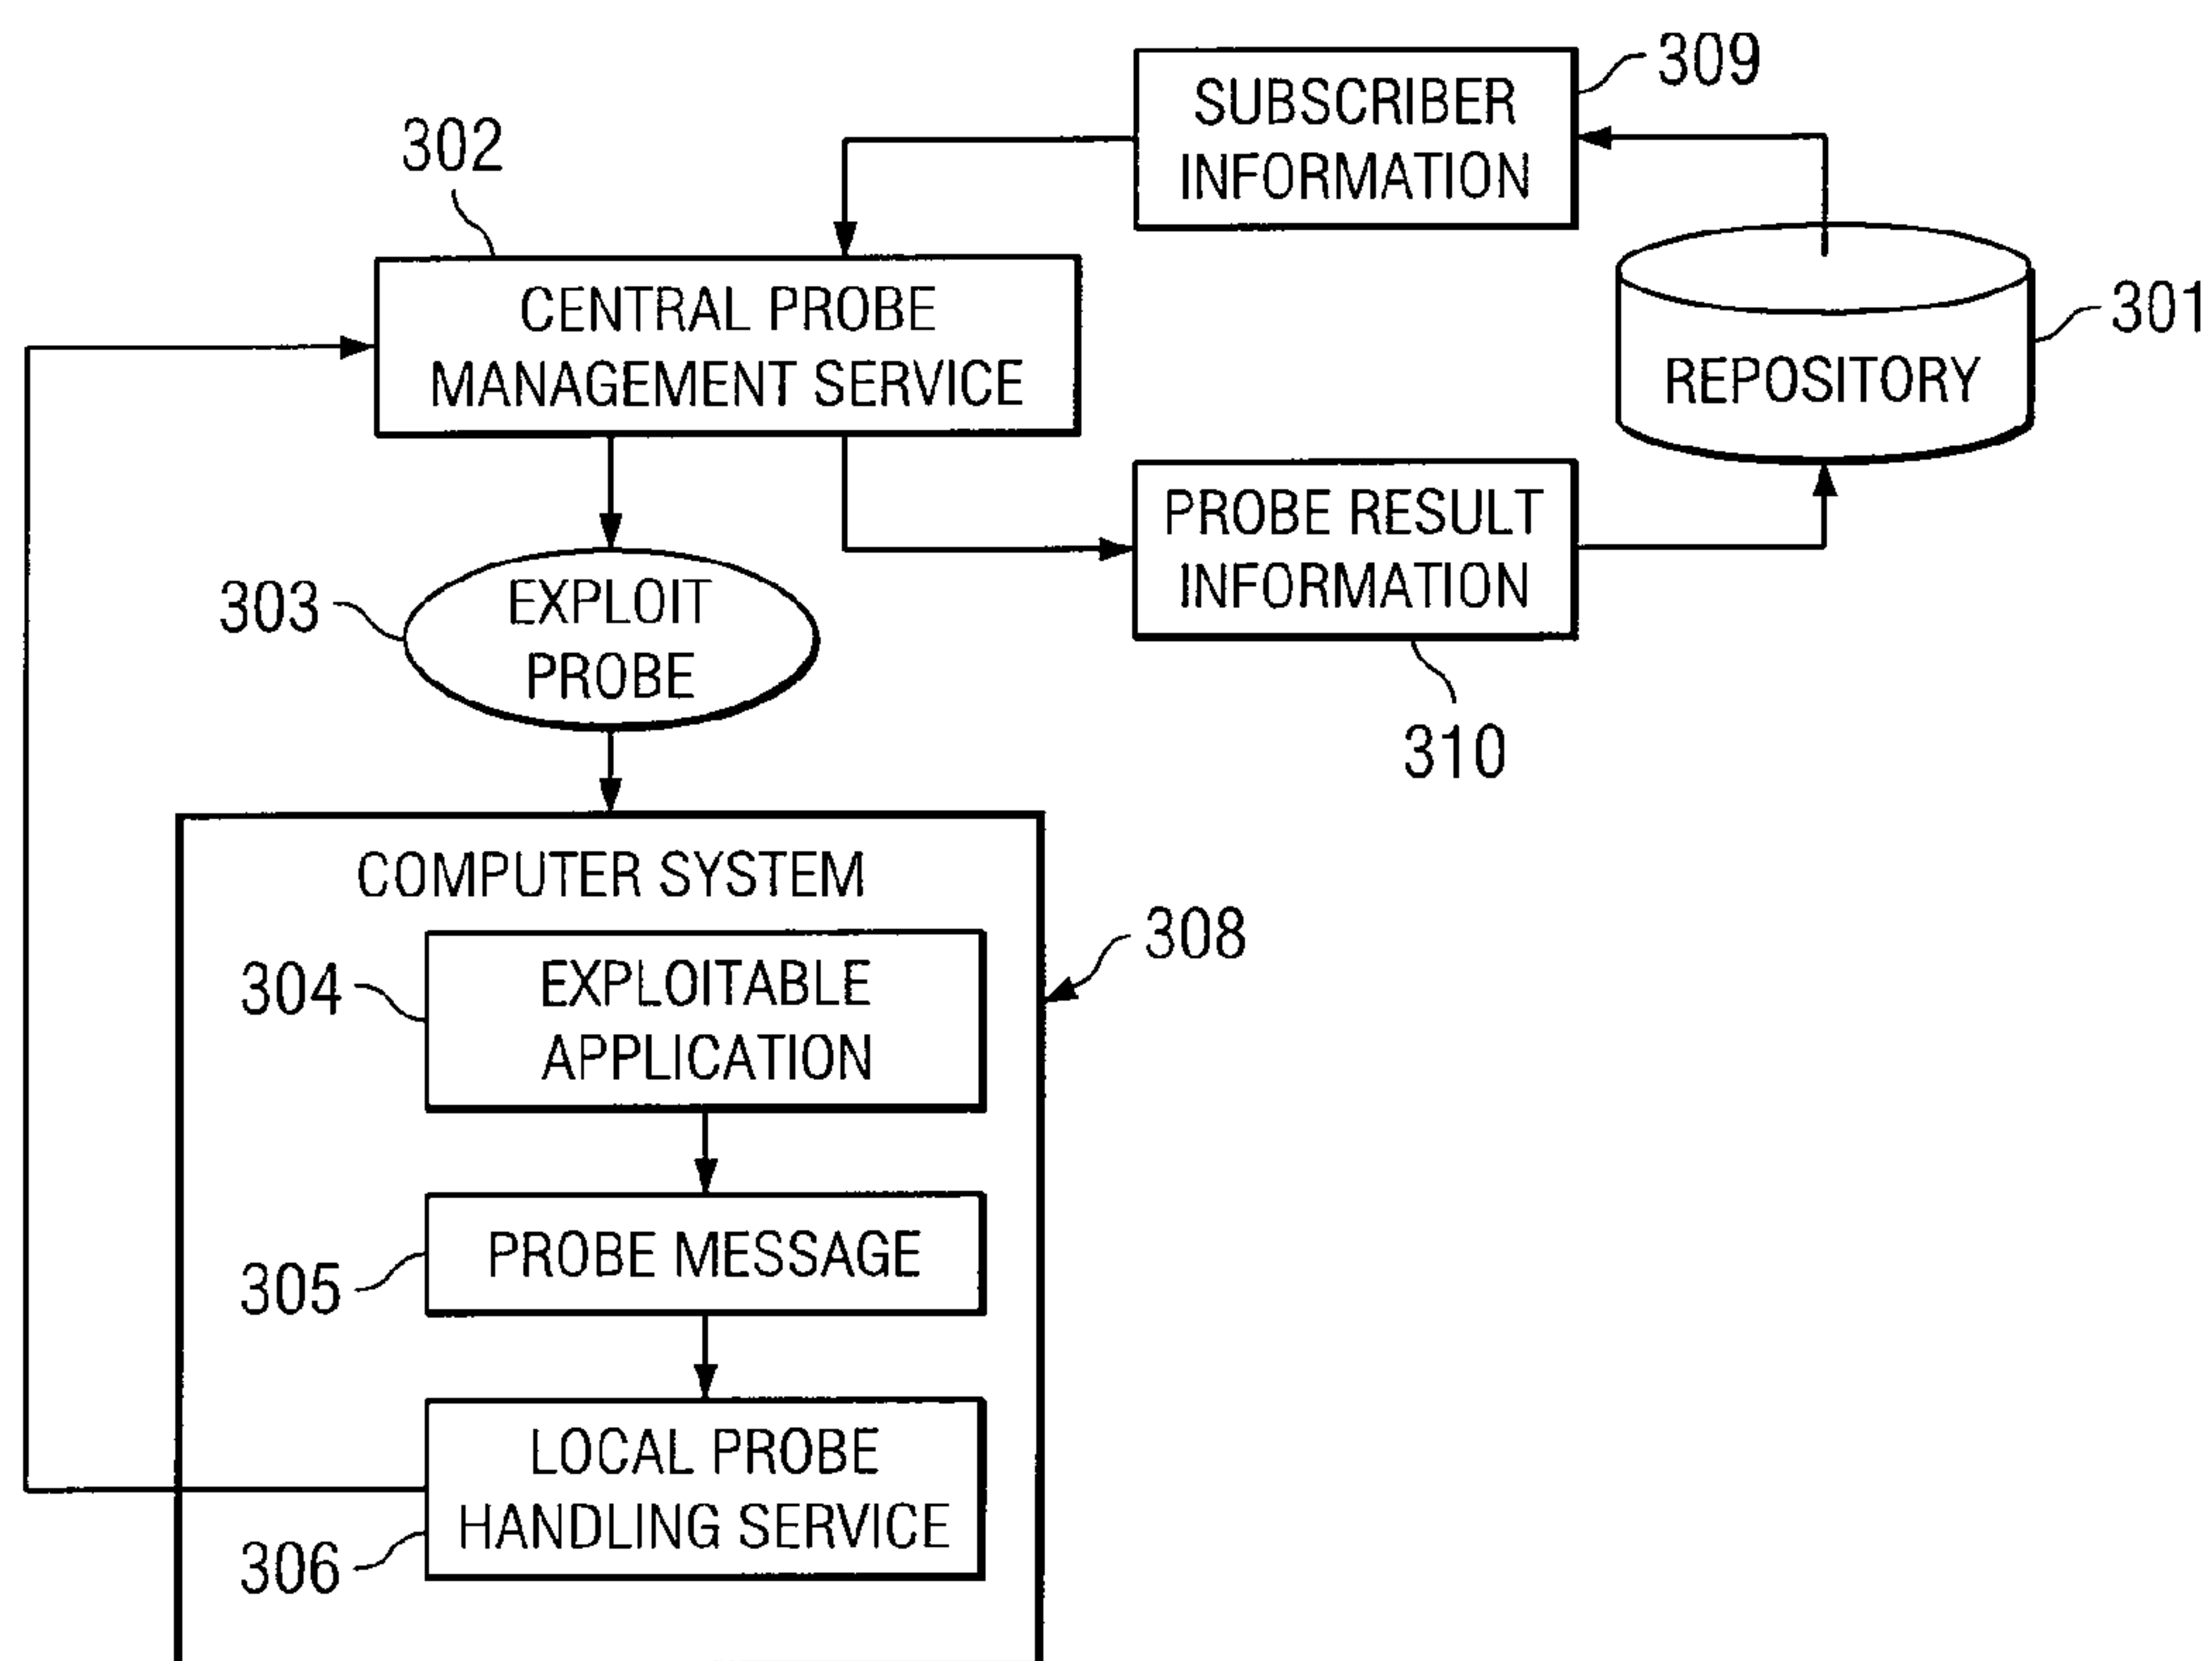 309
SUBSCRIBER
INFORMATION
302
CENTRAL PROBE
MANAGEMENT SERVICE
301
REPOSITORY
PROBE RESULT
INFORMATION
310
303
EXPLOIT
PROBE
COMPUTER SYSTEM
308
304
EXPLOITABLE
APPLICATION
305
PROBE MESSAGE
LOCAL PROBE
HANDLING SERVICE
306